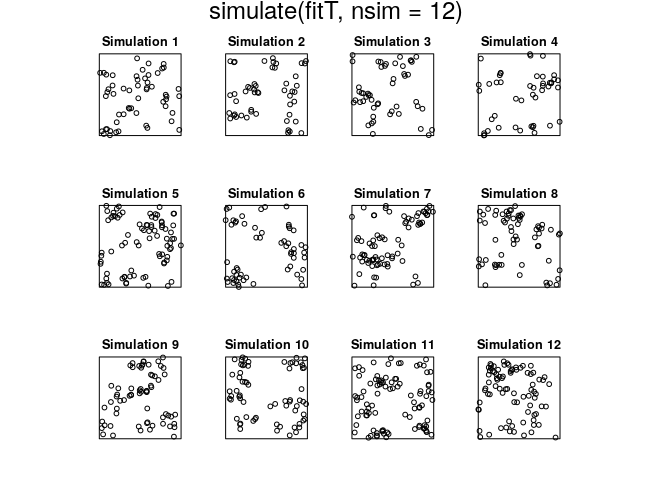 simulate(fitT, nsim = 12)
Simulation 1
Simulation 2
Simulation 3
Simulation 4
Simulation 5
Simulation 6
Simulation 7
Simulation 8
Simulation 9
Simulation 10
Simulation 11
Simulation 12